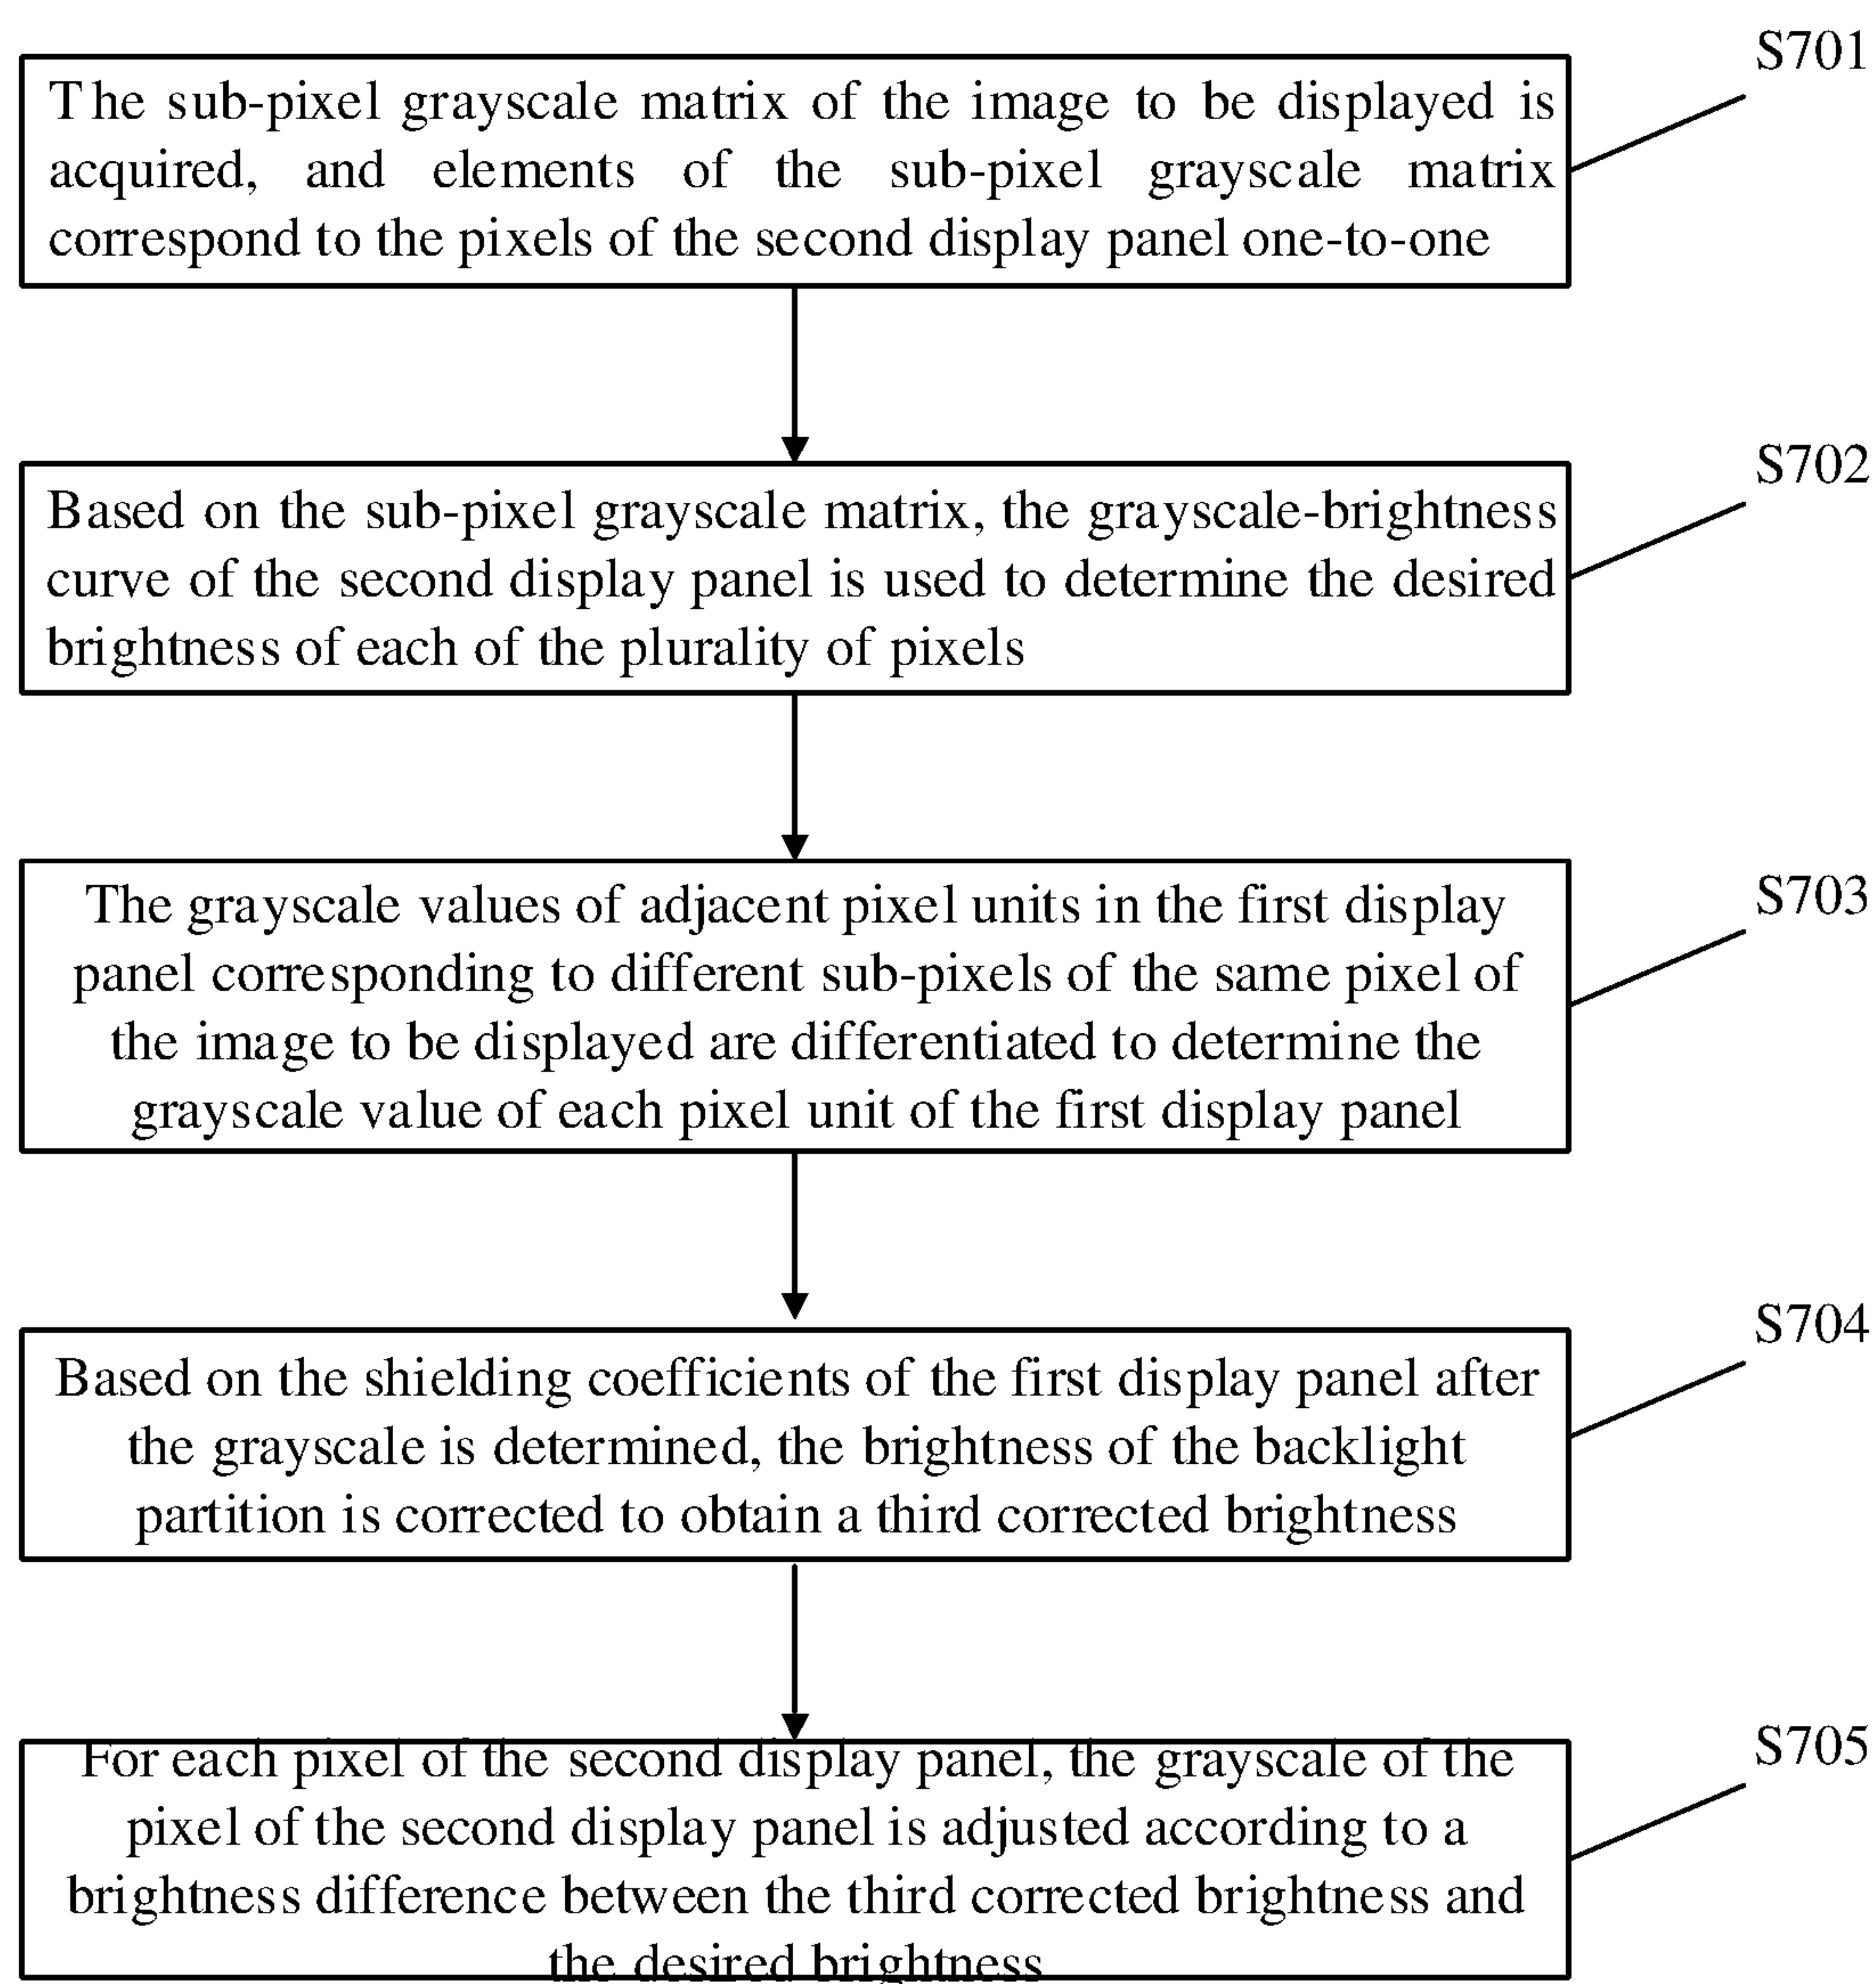 S701
The sub-pixel grayscale matrix of the image to be displayed is
acquired, and elements of the sub-pixel grayscale matrix
correspond to the pixels of the second display panel one-to-one
S702
Based on the sub-pixel grayscale matrix, the grayscale-brightness
curve of the second display panel is used to determine the desired
brightness of each of the plurality of pixels
S703
The grayscale values of adjacent pixel units in the first display
panel corresponding to different sub-pixels of the same pixel of
the image to be displayed are differentiated to determine the
grayscale value of each pixel unit of the first display panel
S704
Based on the shielding coefficients of the first display panel after
the grayscale is determined, the brightness of the backlight
partition is corrected to obtain a third corrected brightness
S705
For each pixel of the second display panel, the grayscale of the
pixel of the second display panel is adjusted according to a
brightness difference between the third corrected brightness and
the desired brightness